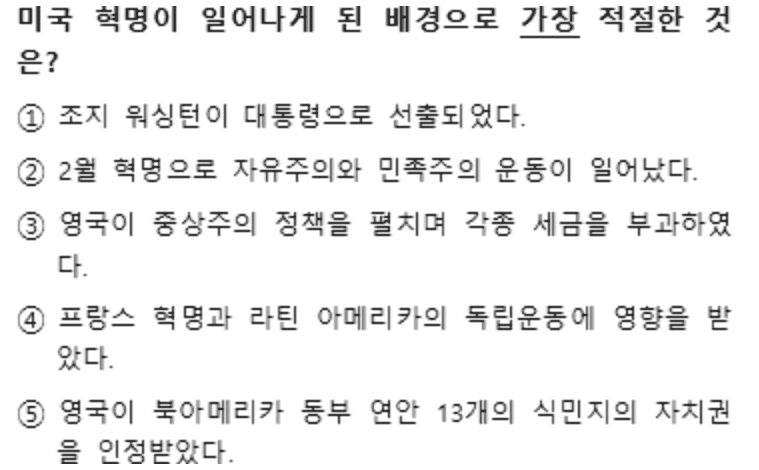 미국 혁명이 일어나게 된 배경으로 가장 적절한 것
은?
① 조지 워싱턴이 대통령으로 선출되었다.
② 2월 혁명으로 자유주의와 민족주의 운동이 일어났다.
③ 영국이 중상주의 정책을 펼치며 각종 세금을 부과하였
다.
④ 프랑스 혁명과 라틴 아메리카의 독립운동에 영향을 받
았다.
⑤ 영국이 북아메리카 동부 연안 13개의 식민지의 자치권
을 인정받았다.